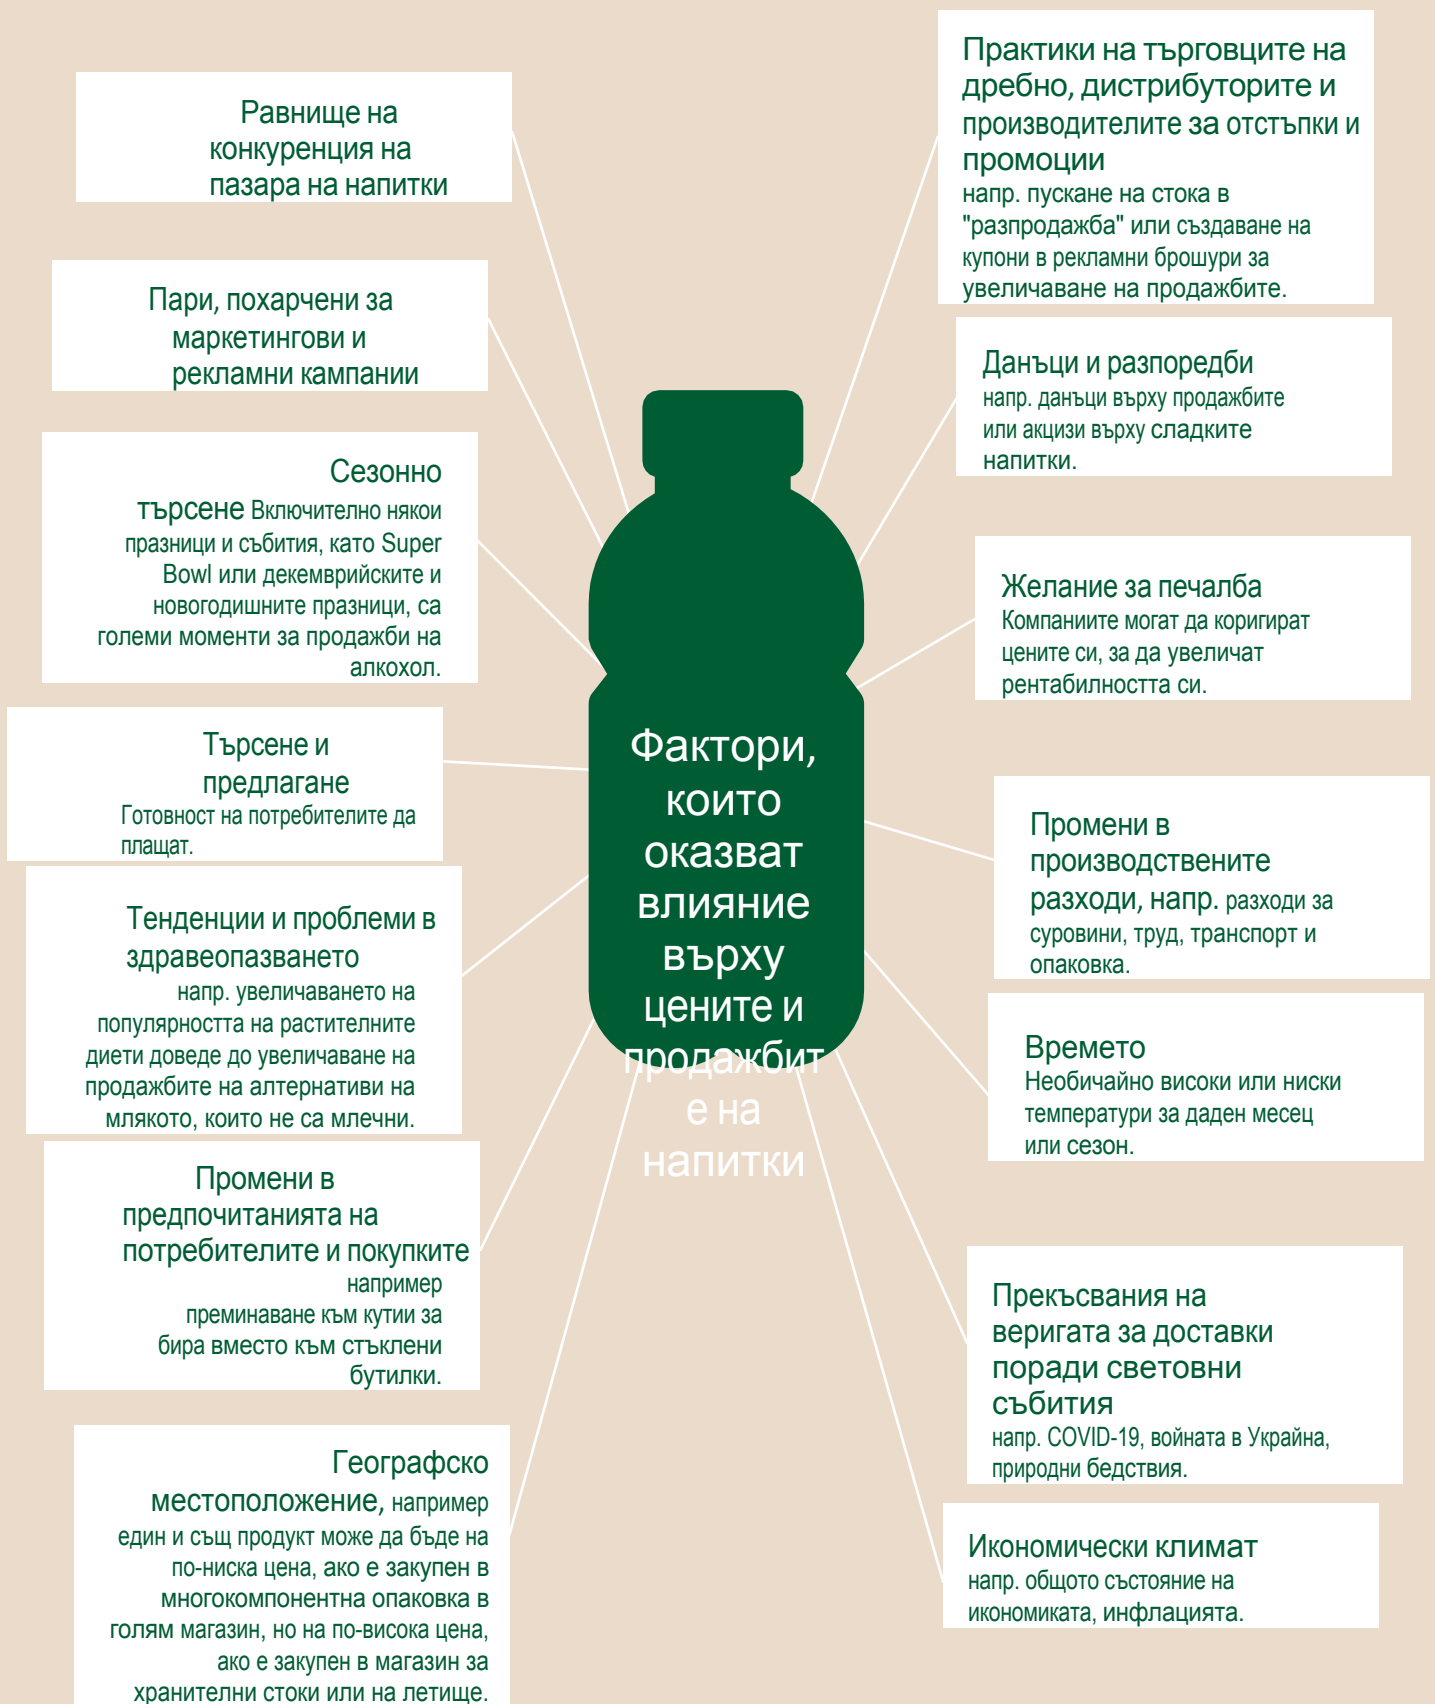 Равнище на
конкуренция на
пазара на напитки
Пари, похарчени за
маркетингови и
рекламни кампании
Сезонно
търсене Включително някои
празници и събития, като Super
Bowl или декемврийските и
новогодишните празници, са
големи моменти за продажби на
алкохол.
Търсене и
предлагане
Готовност на потребителите да
плащат.
Тенденции и проблеми в
здравеопазването
напр. увеличаването на
популярността на растителните
диети доведе до увеличаване на
продажбите на алтернативи на
млякото, които не са млечни.
Промени в
предпочитанията на
потребителите и покупките
например
преминаване към кутии за
бира вместо към стъклени
бутилки.
Географско
местоположение, например
един и същ продукт може да бъде на
по-ниска цена, ако е закупен в
многокомпонентна опаковка в
голям магазин, но на по-висока цена,
ако е закупен в магазин за
хранителни стоки или на летище.
Фактори,
които
оказват
влияние
върху
цените и
продажбит
е на
напитки
Практики на търговците на
дребно, дистрибуторите и
производителите за отстъпки и
промоции
напр. пускане на стока в
"разпродажба" или създаване на
купони в рекламни брошури за
увеличаване на продажбите.
Данъци и разпоредби
напр. данъци върху продажбите
или акцизи върху сладките
напитки.
Желание за печалба
Компаниите могат да коригират
цените си, за да увеличат
рентабилността си.
Промени в
производствените
разходи, напр. разходи за
суровини, труд, транспорт и
опаковка.
Времето
Необичайно високи или ниски
температури за даден месец
или сезон.
Прекъсвания на
веригата за доставки
поради световни
събития
напр. COVID-19, войната в Украйна,
природни бедствия.
Икономически климат
напр. общото състояние на
икономиката, инфлацията.